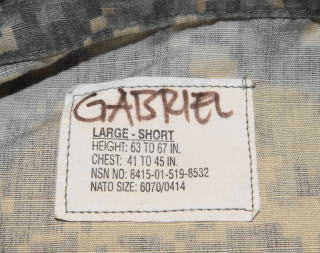 GABRIEL
LARGE - SHORT
HEIGHT: 63 TO 67 IN.
CHEST: 41 TO 45 IN.
NSN NO: 8415-01-519-8532
NATO SIZE: 6070/0414